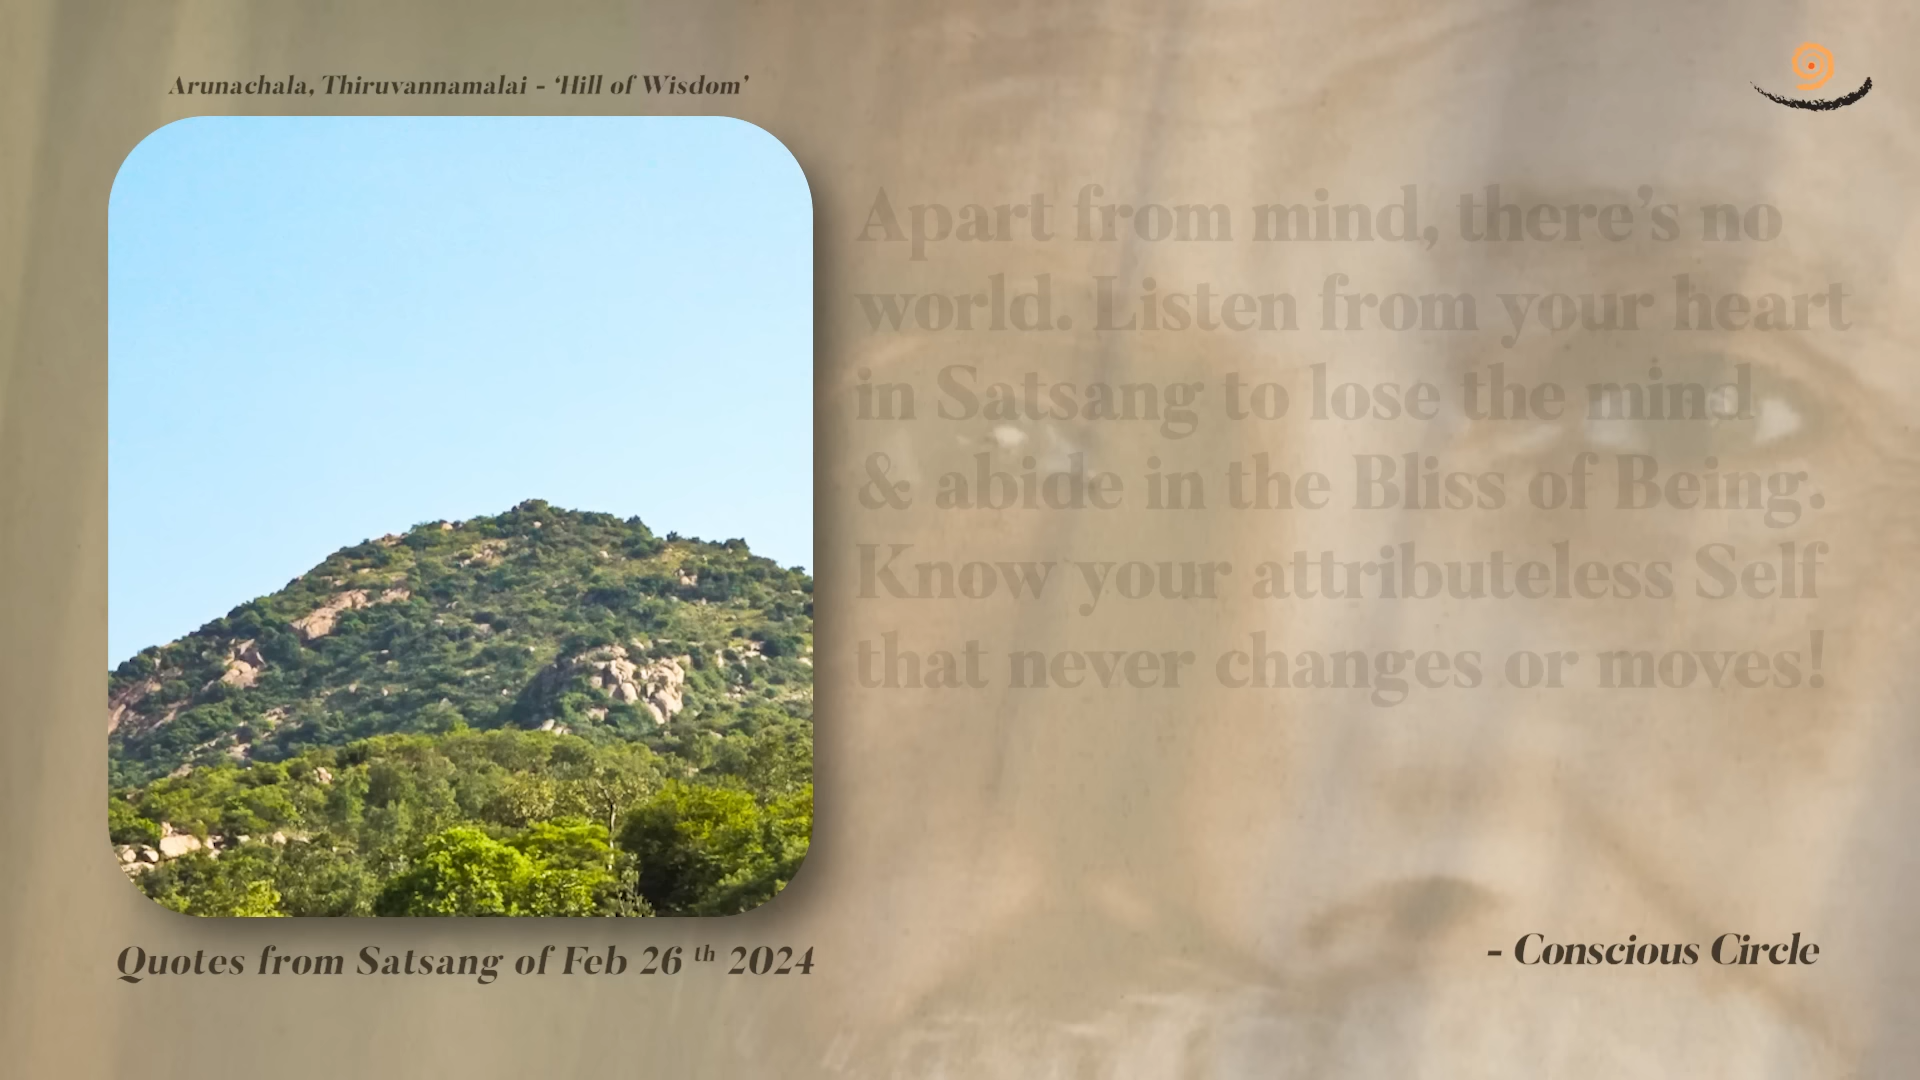 Arunachala, Thiruvannamalai - ‘Hill of Wisdom’
Apart from mind, there’s no
world. Listen from your heart
in Satsang to lose the mind
& abide in the Bliss of Being.
Know your attributeless Self
that never changes or moves!
Quotes from Satsang of Feb 26 th 2024
- Conscious Circle